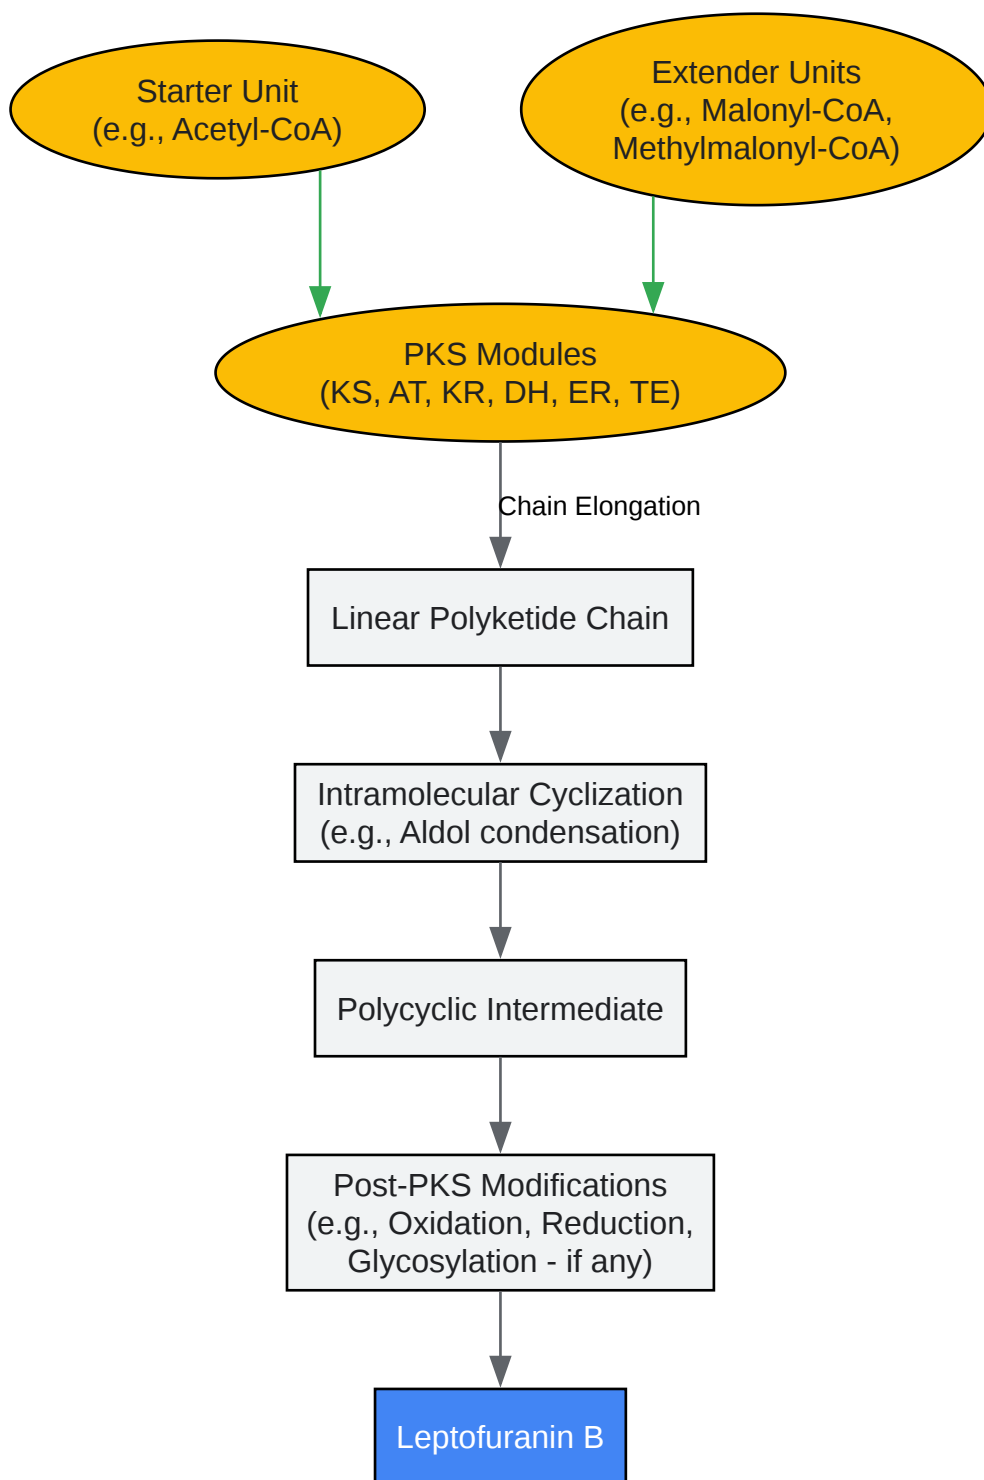 Starter Unit
(e.g., Acetyl-CoA)
Extender Units
(e.g., Malonyl-CoA,
Methylmalonyl-CoA)
PKS Modules
(KS, AT, KR, DH, ER, TE)
Chain Elongation
Linear Polyketide Chain
Intramolecular Cyclization
(e.g., Aldol condensation)
Polycyclic Intermediate
Post-PKS Modifications
(e.g., Oxidation, Reduction,
Glycosylation - if any)
Leptofuranin B